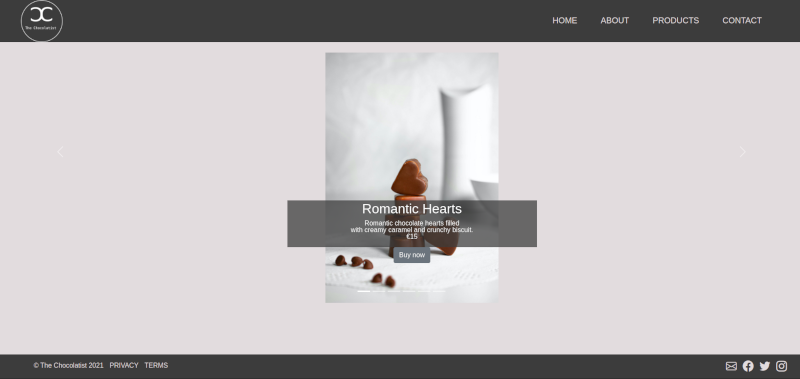 The Chocolatist
HOME
ABOUT
PRODUCTS
CONTACT
Romantic Hearts
Romantic chocolate hearts filled
with creamy caramel and crunchy biscuit.
€15
Buy now
© The Chocolatist 2021
PRIVACY
TERMS